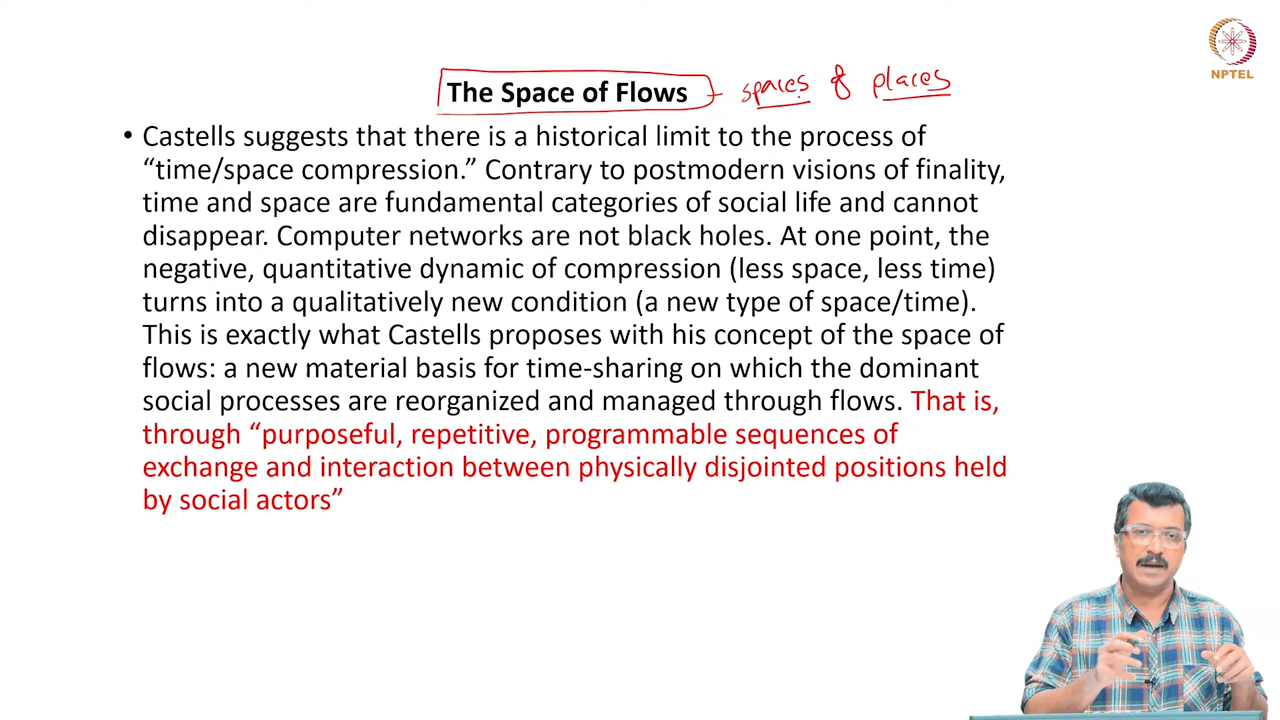 NPTEL
The Space of Flows - spaces & places
• Castells suggests that there is a historical limit to the process of
“time/space compression.” Contrary to postmodern visions of finality,
time and space are fundamental categories of social life and cannot
disappear. Computer networks are not black holes. At one point, the
negative, quantitative dynamic of compression (less space, less time)
turns into a qualitatively new condition (a new type of space/time).
This is exactly what Castells proposes with his concept of the space of
flows: a new material basis for time-sharing on which the dominant
social processes are reorganized and managed through flows. That is,
through “purposeful, repetitive, programmable sequences of
exchange and interaction between physically disjointed positions held
by social actors”